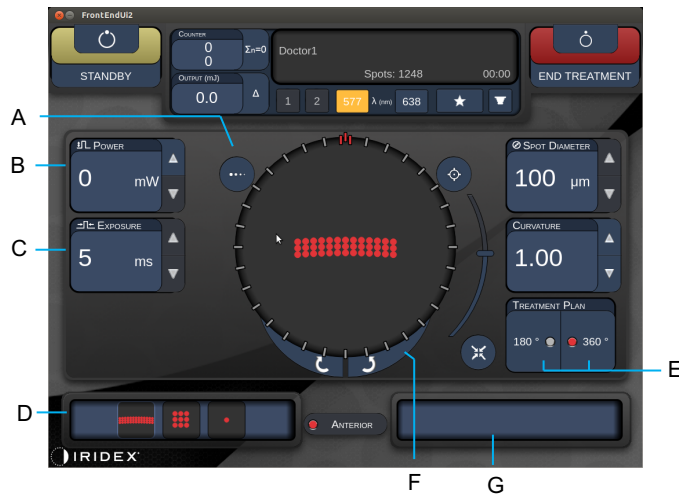 FrontEndUi2
STANDBY
COUNTER
0
0
Σn=0
OUTPUT (mJ)
0.0
Δ
Doctor1
Spots: 1248
00:00
1
2
577
λ (nm)
638
END TREATMENT
A
B
POWER
0
mW
C
EXPOSURE
5
ms
SPOT DIAMETER
100
μm
CURVATURE
1.00
TREATMENT PLAN
180 °
360 °
E
D
ANTERIOR
IRIDEX
F
G